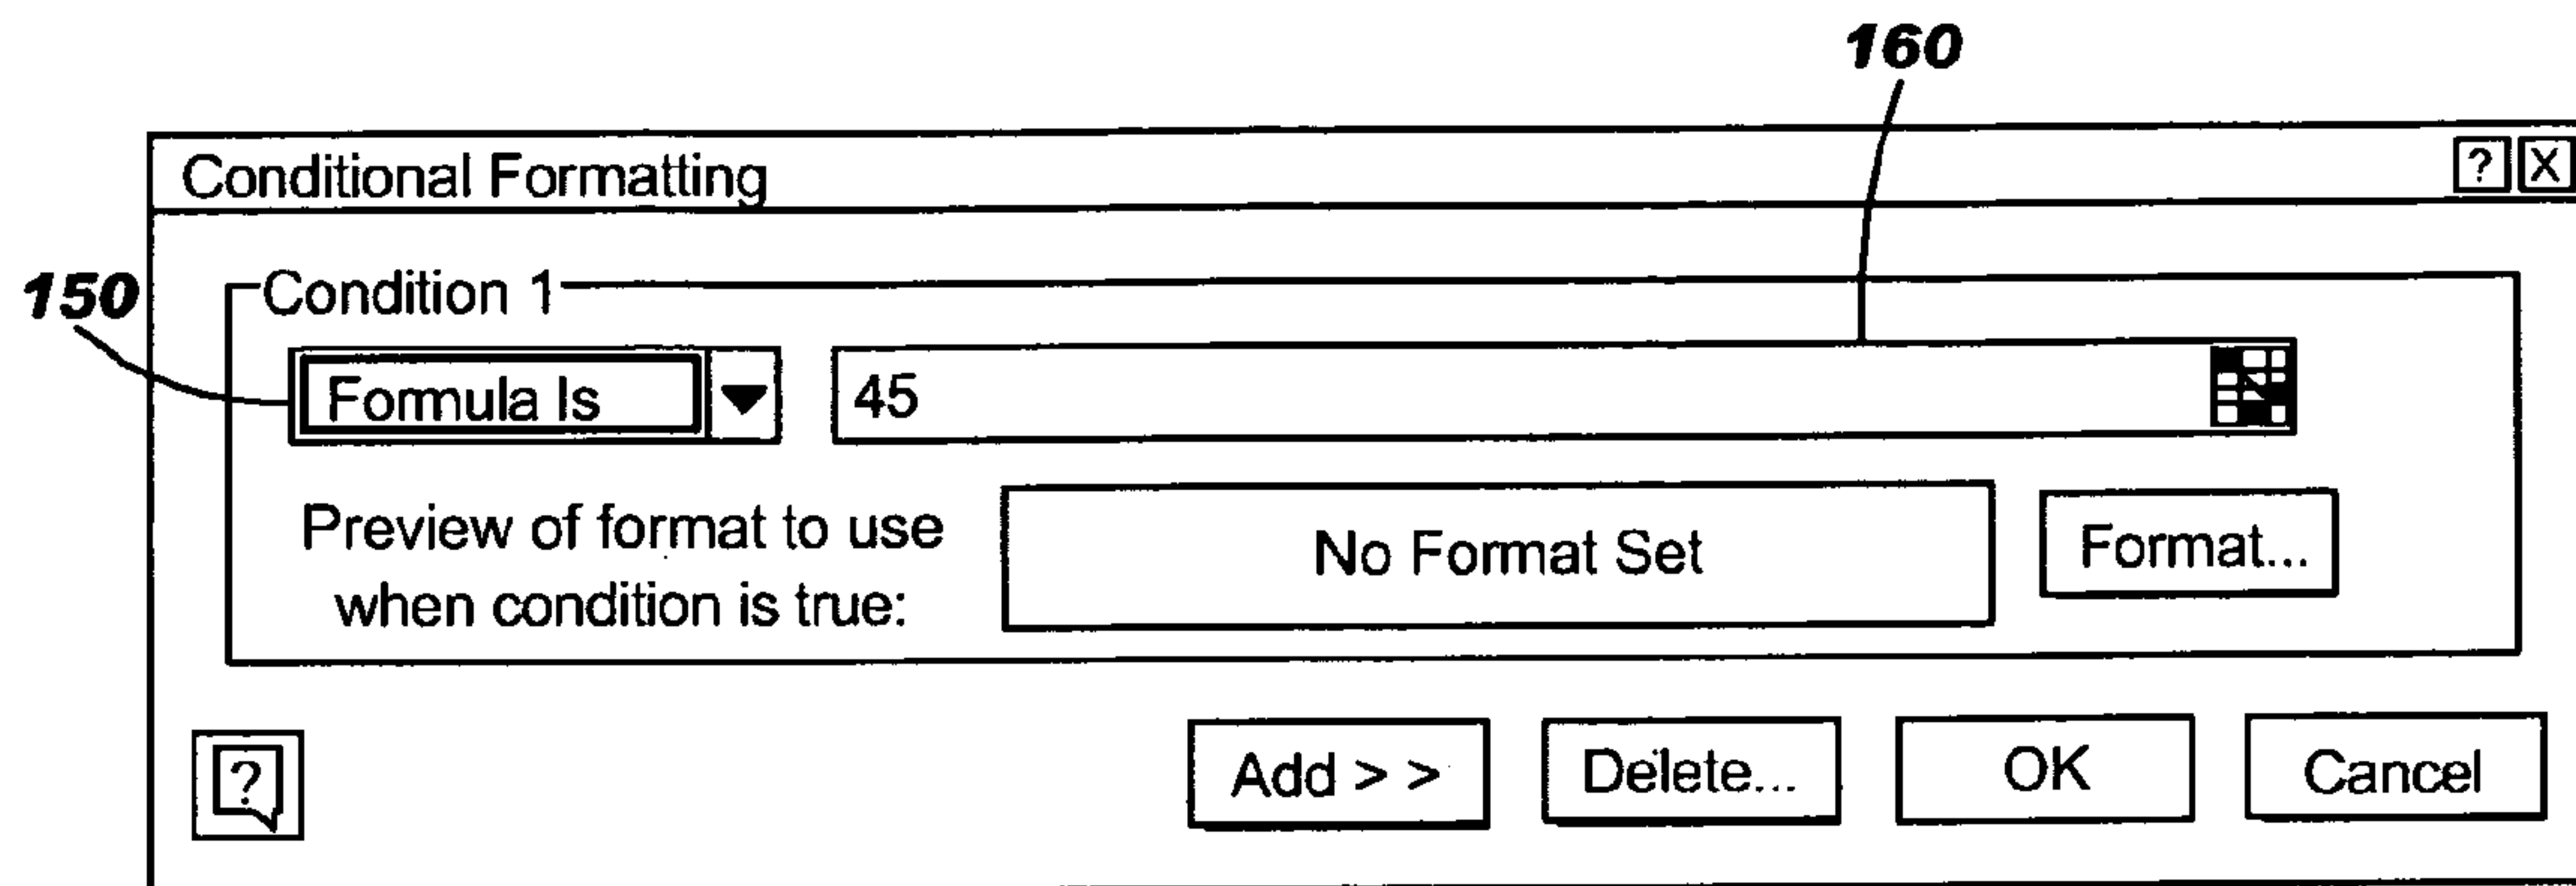 160
Conditional Formatting ? X
150
Condition 1
Formula Is 45
Preview of format to use
when condition is true:
No Format Set
Format...
? Add > > Delete... OK Cancel